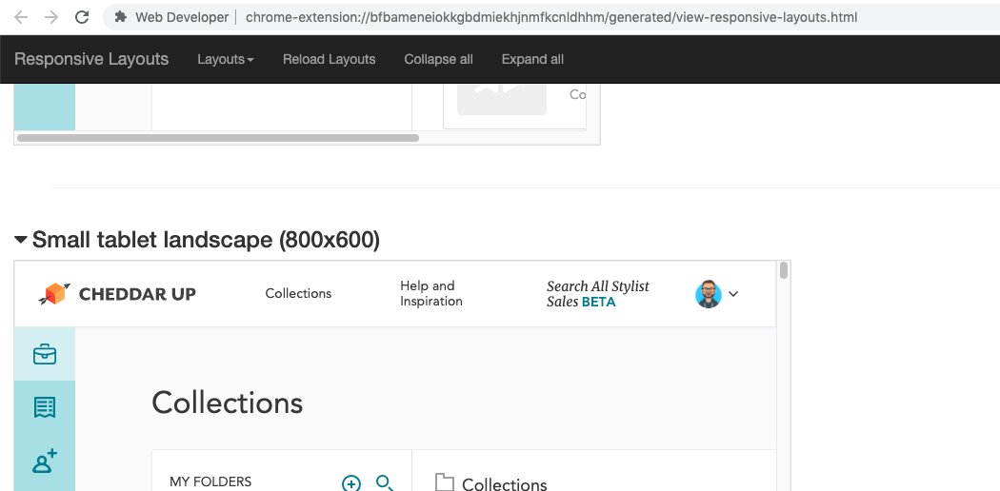 Web Developer chrome-extension://bfbameneiokkgbdmiekhjnmfkcnldhhm/generated/view-responsive-layouts.html
Responsive Layouts Layouts Reload Layouts Collapse all Expand all
Co
Small tablet landscape (800x600)
CHEDDAR UP Collections
Help and
Inspiration
Search All Stylist
Sales BETA
Collections
MY FOLDERS
Collections